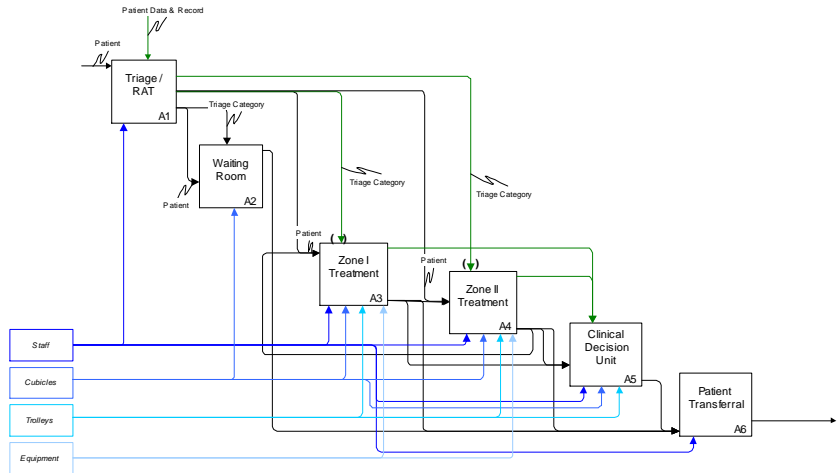 Patient Data & Record
Patient
Triage /
RAT
A1
Triage Category
Waiting
Room
A2
Patient
Triage Category
Triage Category
Patient
( )
Zone I
Treatment
A3
Patient
( )
Zone II
Treatment
A4
Clinical
Decision
Unit
A5
Patient
Transferral
A6
Staff
Cubicles
Trolleys
Equipment